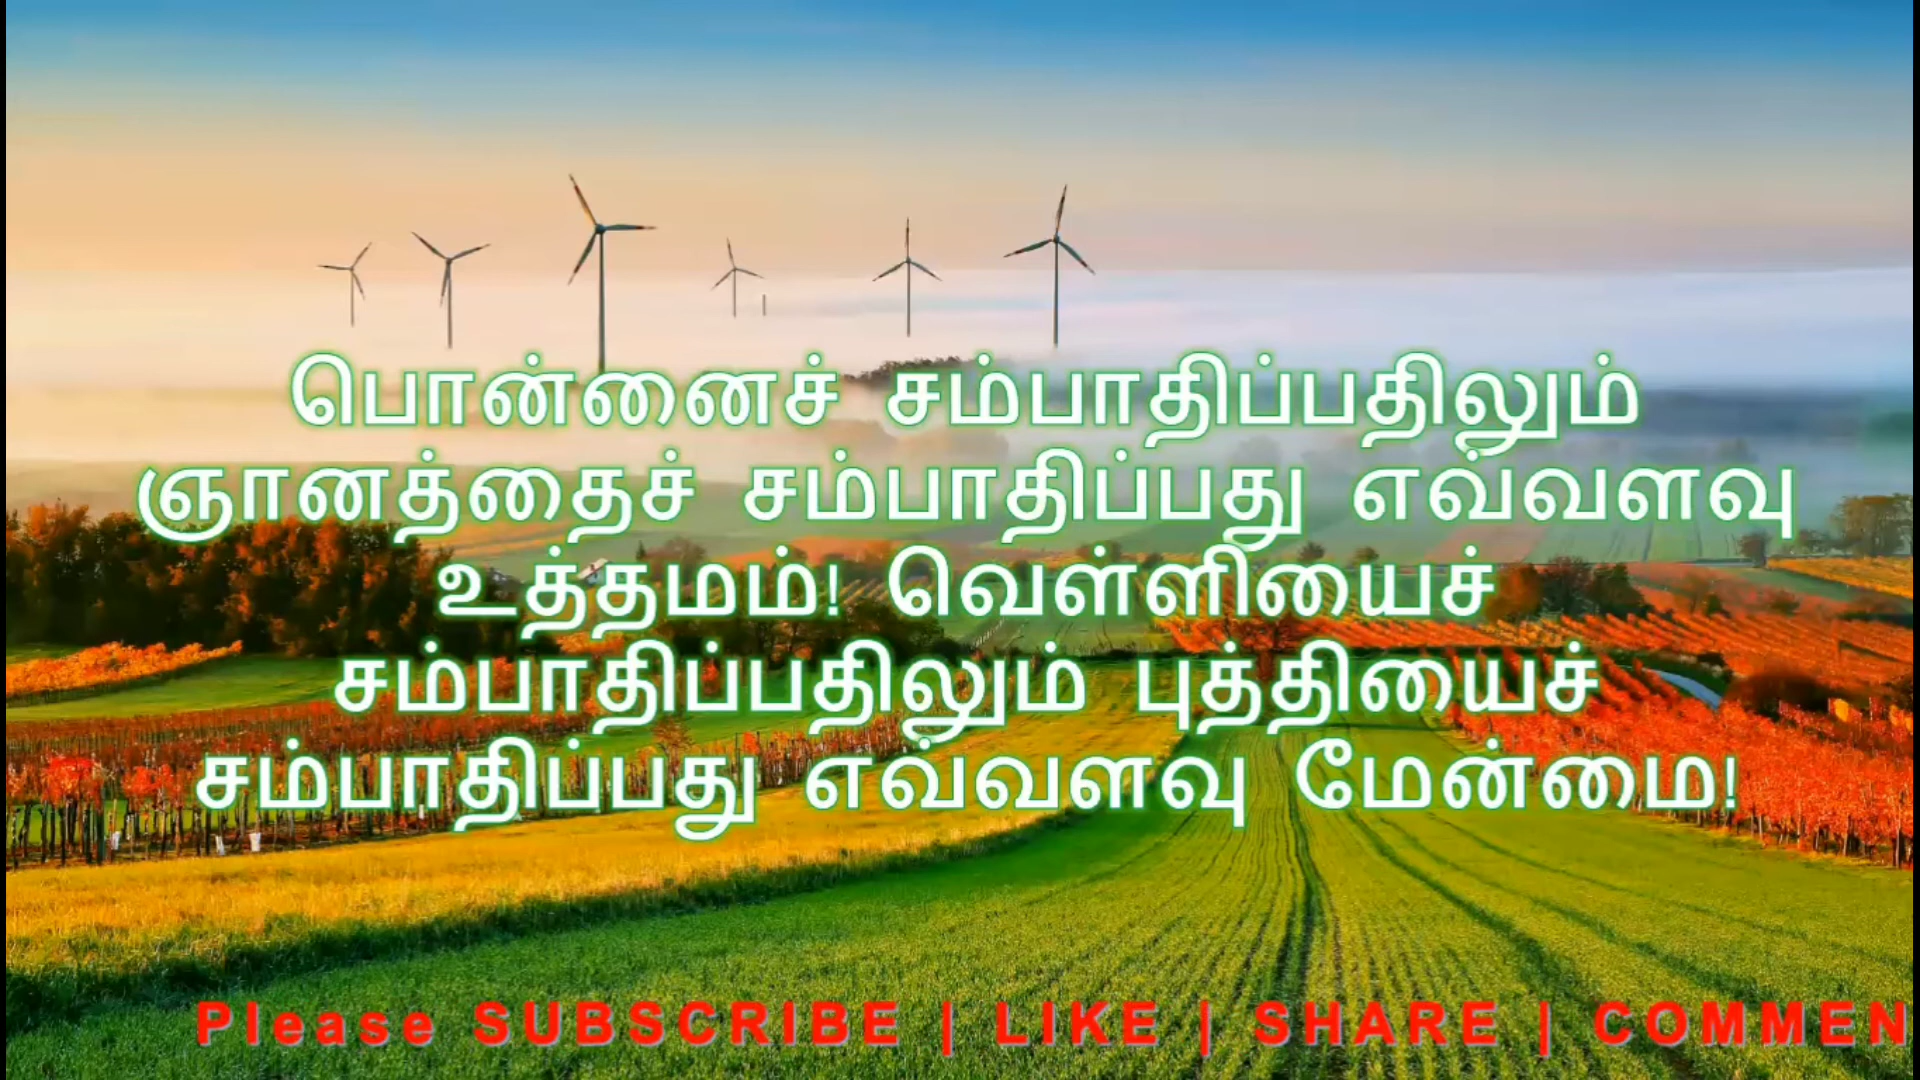 பொன்னைச் சம்பாதிப்பதிலும்
ஞானத்தைச் சம்பாதிப்பது எவ்வளவு
உத்தமம்! வெள்ளியைச்
சம்பாதிப்பதிலும் புத்தியைச்
சம்பாதிப்பது எவ்வளவு மேன்மை!
Please SUBSCRIBE | LIKE | SHARE | COMMEN